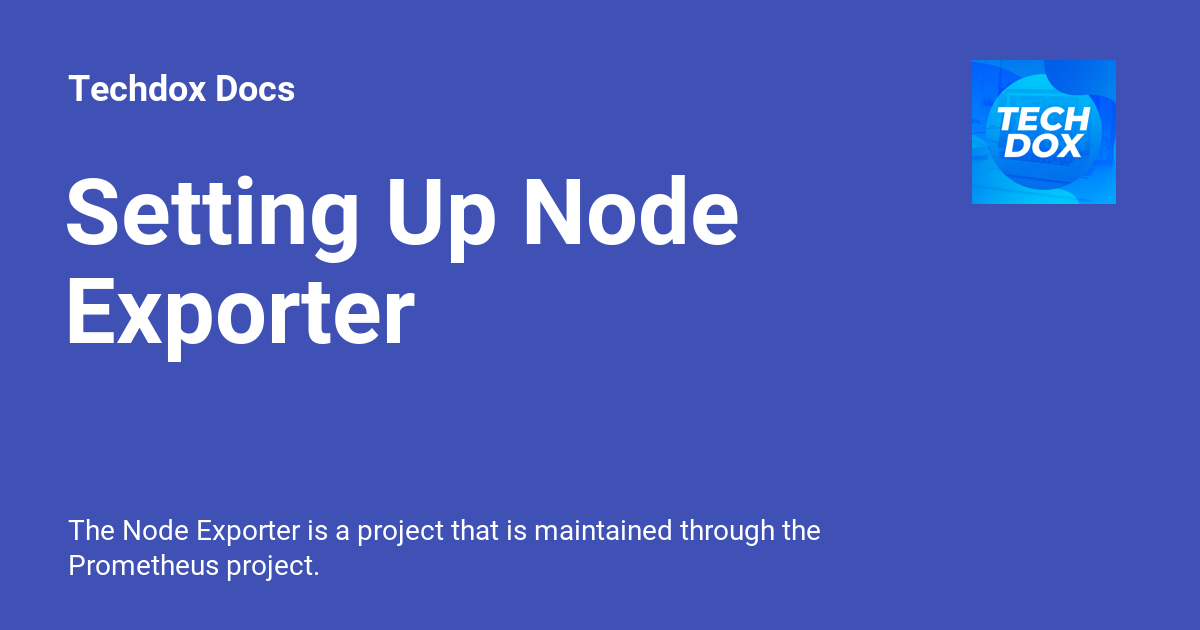 Techdox Docs
TECH
DOX
Setting Up Node
Exporter
The Node Exporter is a project that is maintained through the
Prometheus project.